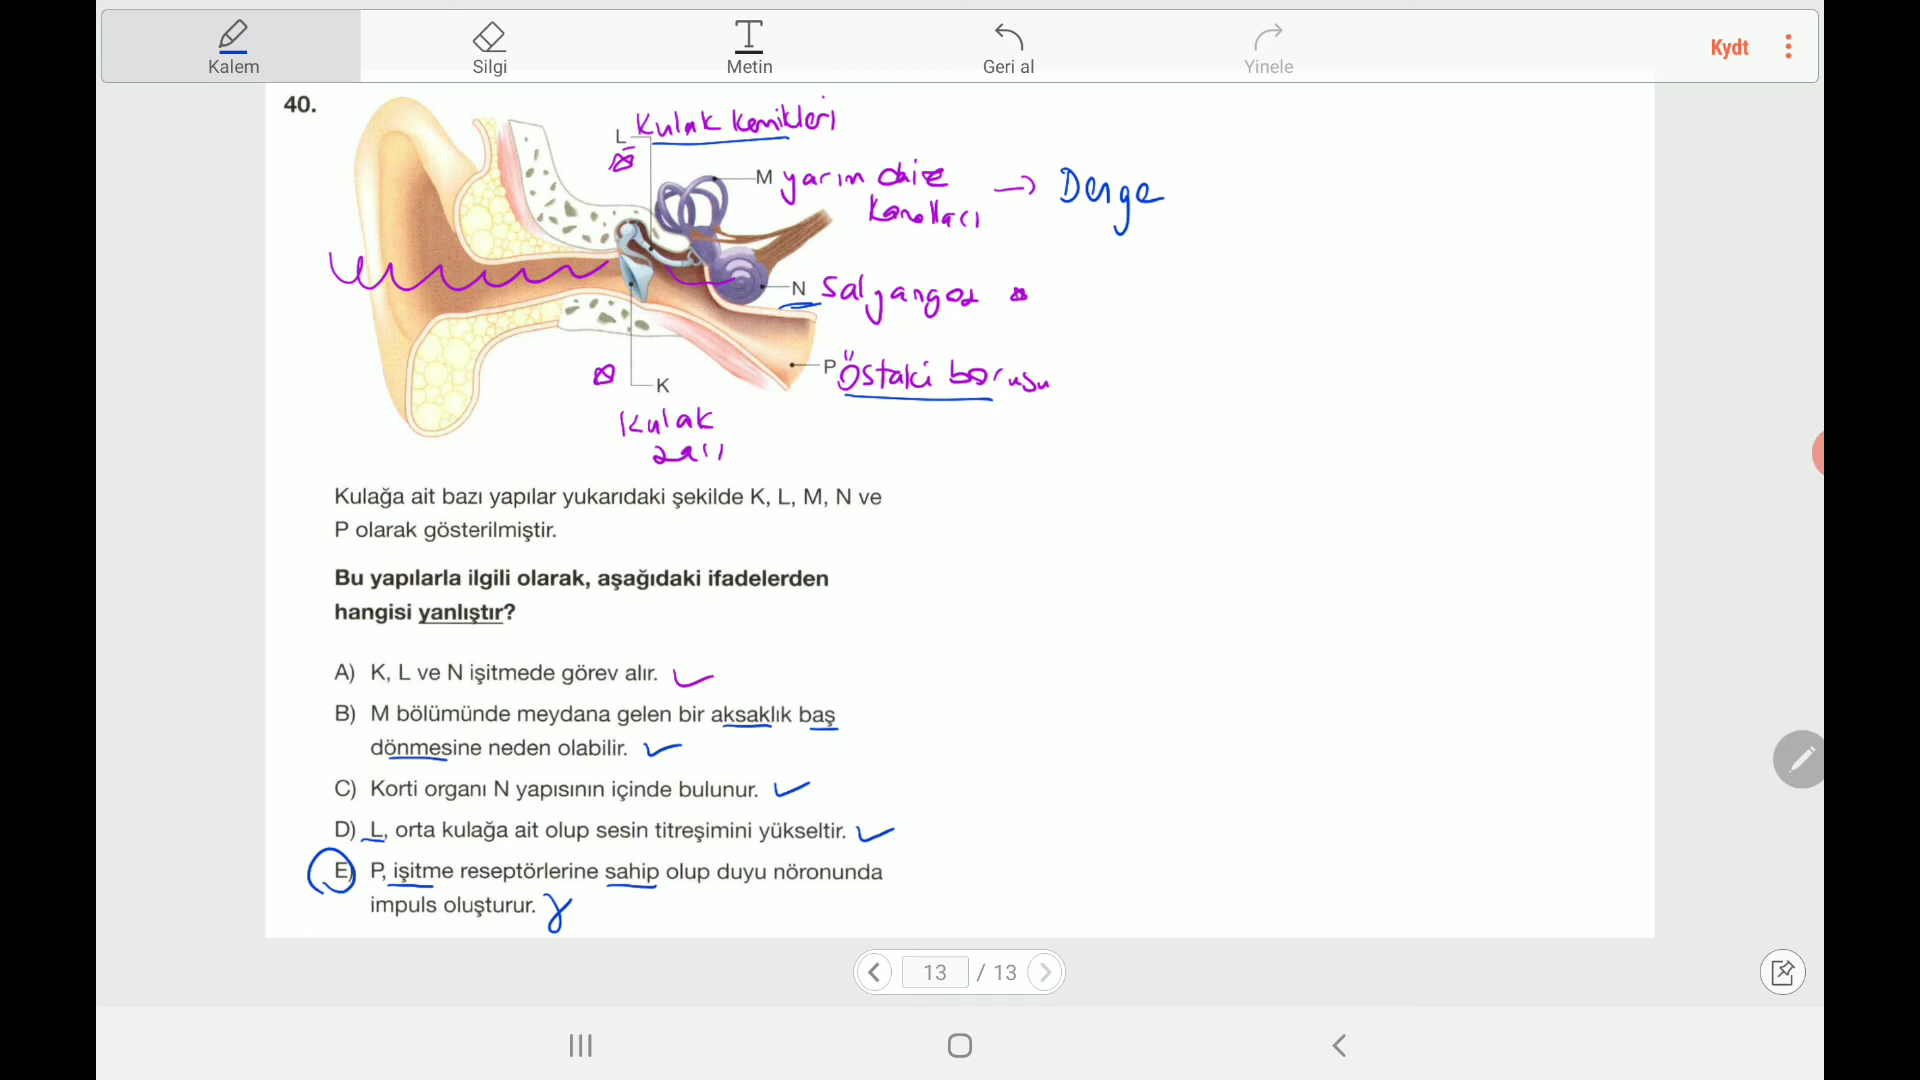 Kalem
Silgi
Metin
Geri al
Yinele
Kydt
40.
L Kulak kemikleri
M yarım daire → Denge
kanalları
N Salyangoz
P Östaki borusu
K
Kulak
zarı
Kulağa ait bazı yapılar yukarıdaki şekilde K, L, M, N ve
P olarak gösterilmiştir.
Bu yapılarla ilgili olarak, aşağıdaki ifadelerden
hangisi yanlıştır?
A) K, L ve N işitmede görev alır.
B) M bölümünde meydana gelen bir aksaklık baş
dönmesine neden olabilir.
C) Korti organı N yapısının içinde bulunur.
D) L, orta kulağa ait olup sesin titreşimini yükseltir.
E) P, işitme reseptörlerine sahip olup duyu nöronunda
impuls oluşturur.
13 / 13